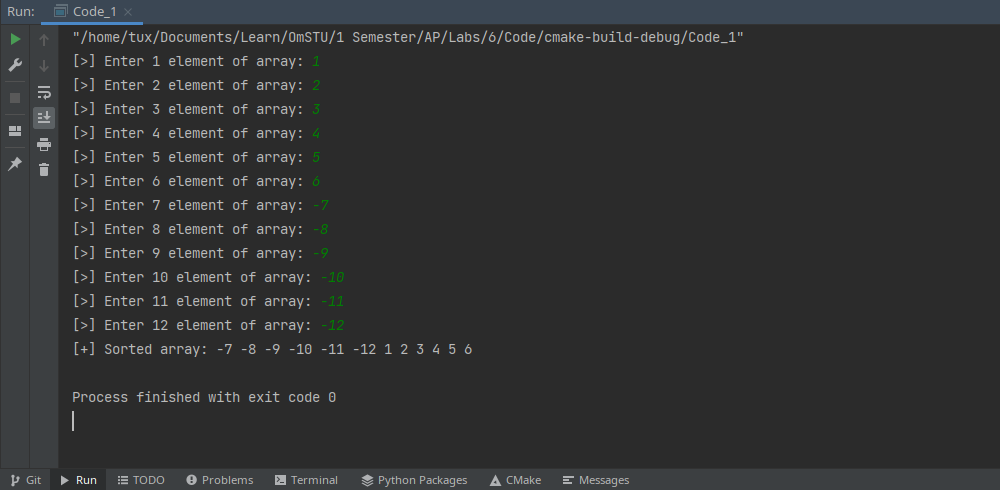 Run: Code_1
"/home/tux/Documents/Learn/OmSTU/1 Semester/AP/Labs/6/Code/cmake-build-debug/Code_1"
[>] Enter 1 element of array: 1
[>] Enter 2 element of array: 2
[>] Enter 3 element of array: 3
[>] Enter 4 element of array: 4
[>] Enter 5 element of array: 5
[>] Enter 6 element of array: 6
[>] Enter 7 element of array: -7
[>] Enter 8 element of array: -8
[>] Enter 9 element of array: -9
[>] Enter 10 element of array: -10
[>] Enter 11 element of array: -11
[>] Enter 12 element of array: -12
[+] Sorted array: -7 -8 -9 -10 -11 -12 1 2 3 4 5 6
Process finished with exit code 0
Git Run TODO Problems Terminal Python Packages CMake Messages